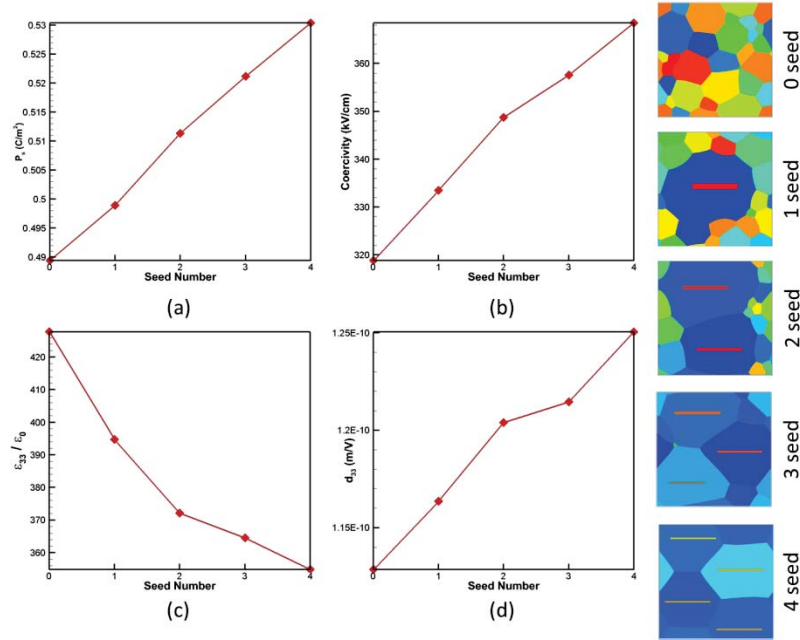 0.53
0.525
0.52
0.515
0.51
0.505
0.5
0.495
0.49
Pₛ (C/m²)
0 1 2 3 4
Seed Number
(a)
360
350
340
330
320
Coercivity (kV/cm)
0 1 2 3 4
Seed Number
(b)
420
410
400
390
380
370
360
ε₃₃ / ε₀
0 1 2 3 4
Seed Number
(c)
1.25E-10
1.2E-10
1.15E-10
d₃₃ (m/V)
0 1 2 3 4
Seed Number
(d)
0 seed
1 seed
2 seed
3 seed
4 seed